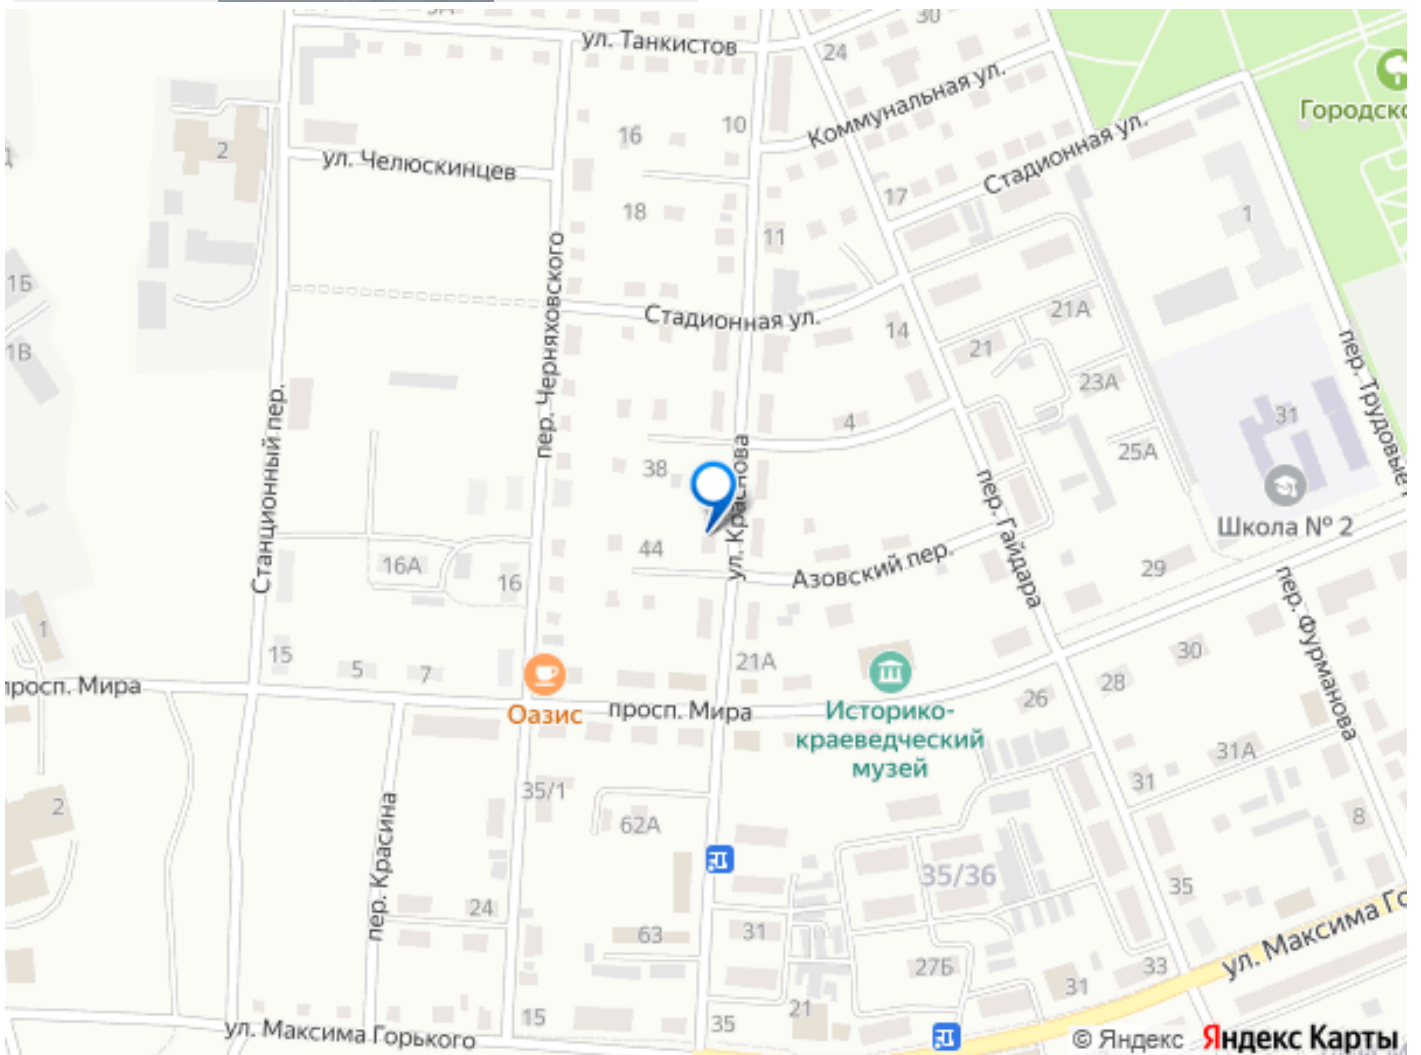 30
ул. Танкистов
24
Коммунальная ул.
Городск
10
16
Стадионная ул.
2
ул. Челюскинцев
17
18
1
11
1Б
пер. Черняховского
Стадионная ул.
21А
14
1В
21
пер. Трудовые
23А
Станционный пер.
4
31
ул. Краснова
25А
38
пер. Гайдара
Школа № 2
44
Азовский пер.
16А
16
29
пер. Фурманова
1
15
5
7
21А
30
28
26
просп. Мира
Оазис
просп. Мира
Историко-
краеведческий
музей
31А
31
35/1
2
62А
8
пер. Красина
35/36
35
24
63
31
27Б
33
ул. Максима Го
31
21
15
35
ул. Максима Горького
© Яндекс Яндекс Карты